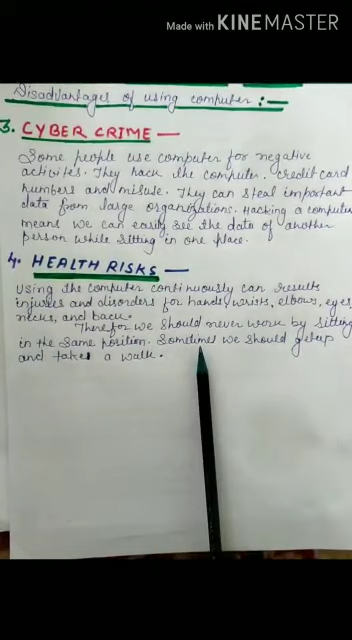 Made with KINEMASTER
Disadvantages of using computer :-
3. CYBER CRIME -
Some people use computer for negative
activites. They hack the computer. credit card
numbers and misuse. They can steal important
data from large organizations. Hacking a computer
means we can easily see the data of another
person while sitting in one place.
4. HEALTH RISKS -
Using the computer continuously can results
injuries and disorders for hands, wrists, elbows, eyes,
necks, and back.
Therefor we should never work by sitting
in the same position. Sometimes we should getup
and take a walk.